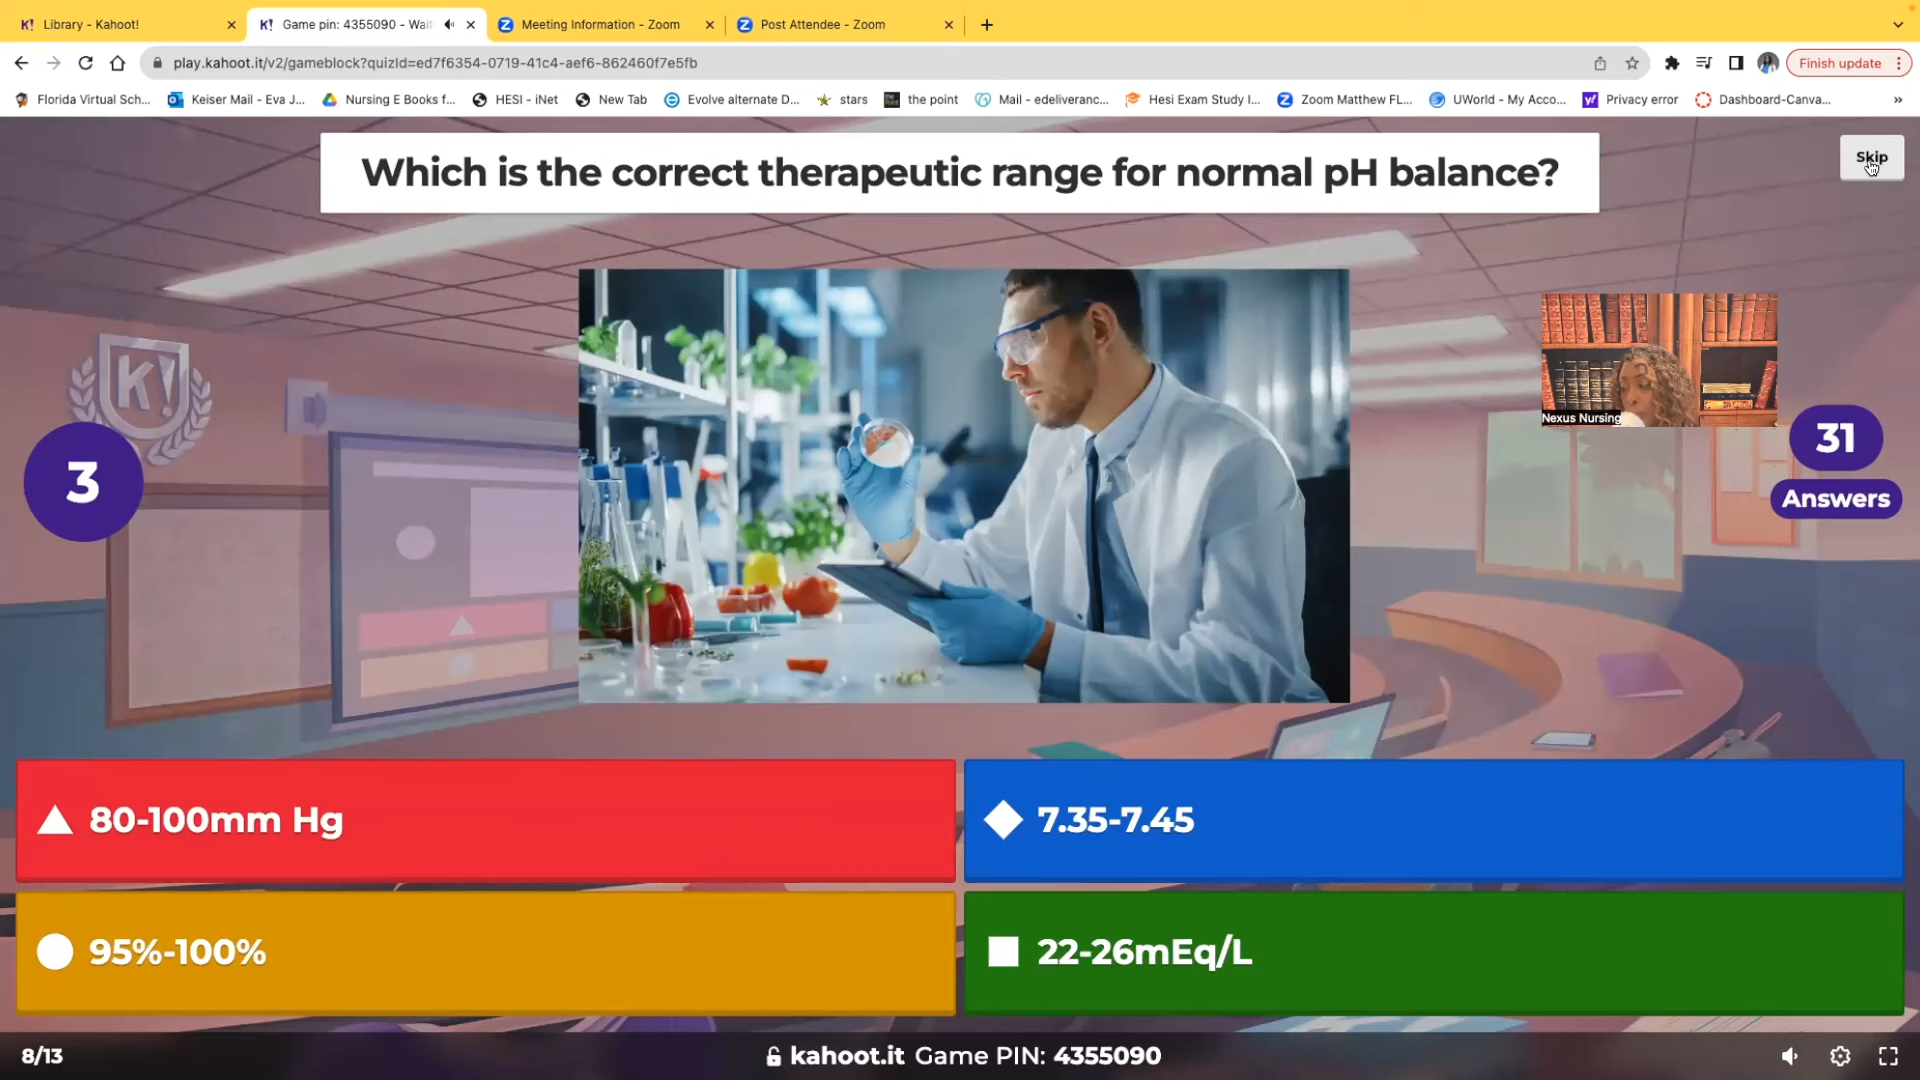 Library - Kahoot!
Game pin: 4355090 - Wait
Meeting Information - Zoom
Post Attendee - Zoom
play.kahoot.it/v2/gameblock?quizId=ed7f6354-0719-41c4-aef6-862460f7e5fb
Finish update
Florida Virtual Sch...
Keiser Mail - Eva J...
Nursing E Books f...
HESI - iNet
New Tab
Evolve alternate D...
stars
the point
Mail - edeliveranc...
Hesi Exam Study I...
Zoom Matthew FL...
UWorld - My Acco...
Privacy error
Dashboard-Canva...
Which is the correct therapeutic range for normal pH balance?
Skip
K!
Nexus Nursing
3
31
Answers
80-100mm Hg
7.35-7.45
95%-100%
22-26mEq/L
8/13
kahoot.it Game PIN: 4355090